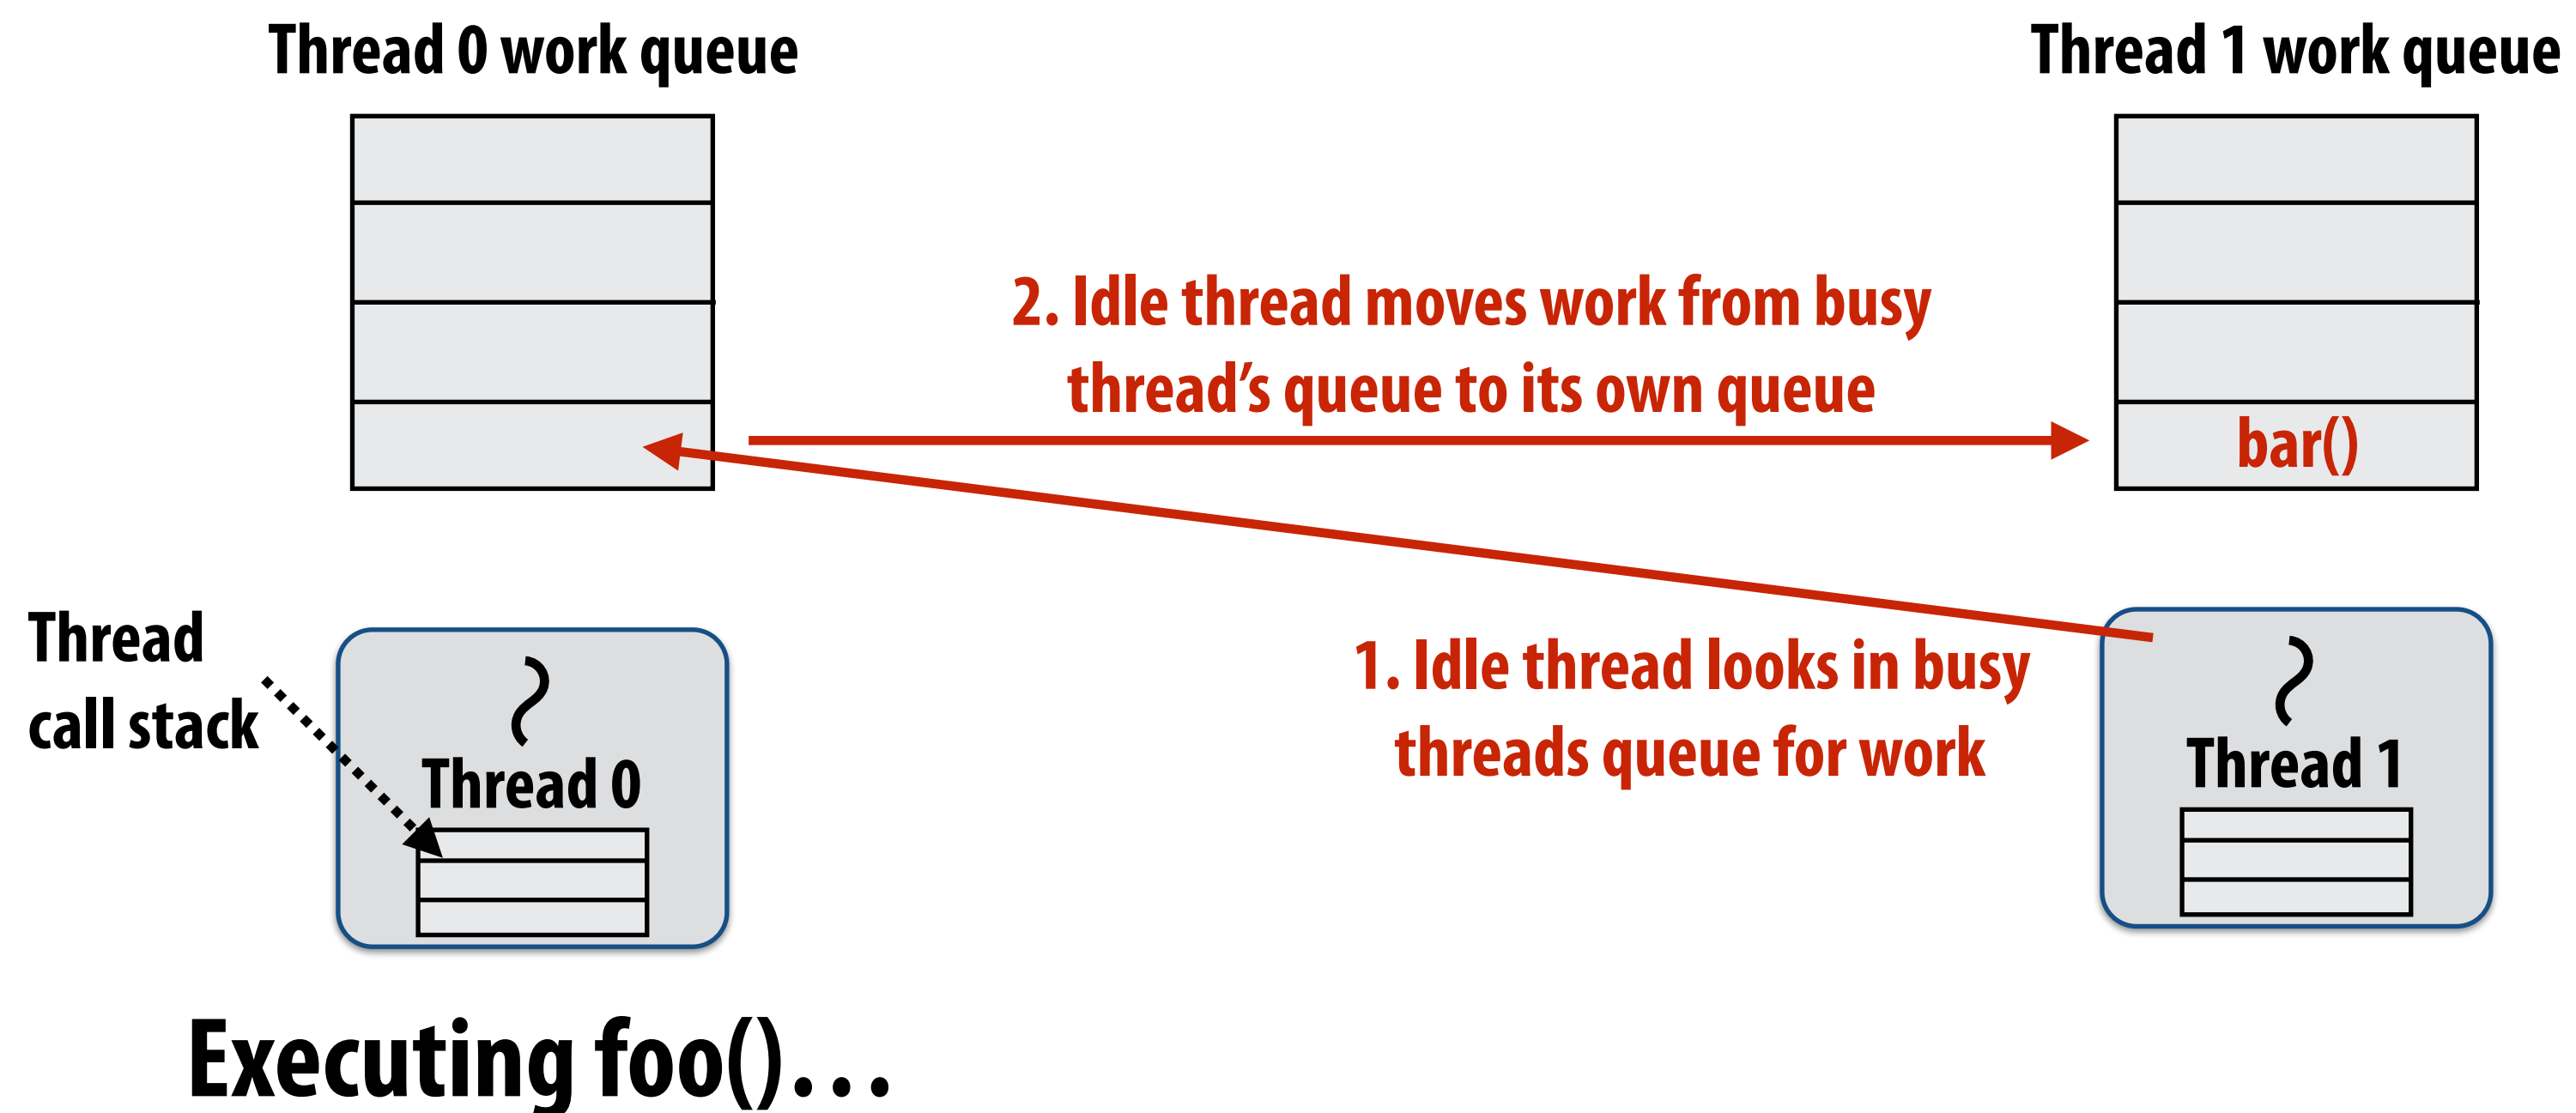 Thread 0 work queue
Thread 1 work queue
2. Idle thread moves work from busy
thread’s queue to its own queue
bar()
Thread
call stack
Thread 0
1. Idle thread looks in busy
threads queue for work
Thread 1
Executing foo()…